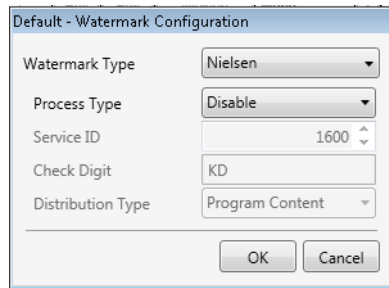 Default - Watermark Configuration
Watermark Type Nielsen
Process Type Disable
Service ID 1600
Check Digit KD
Distribution Type Program Content
OK Cancel